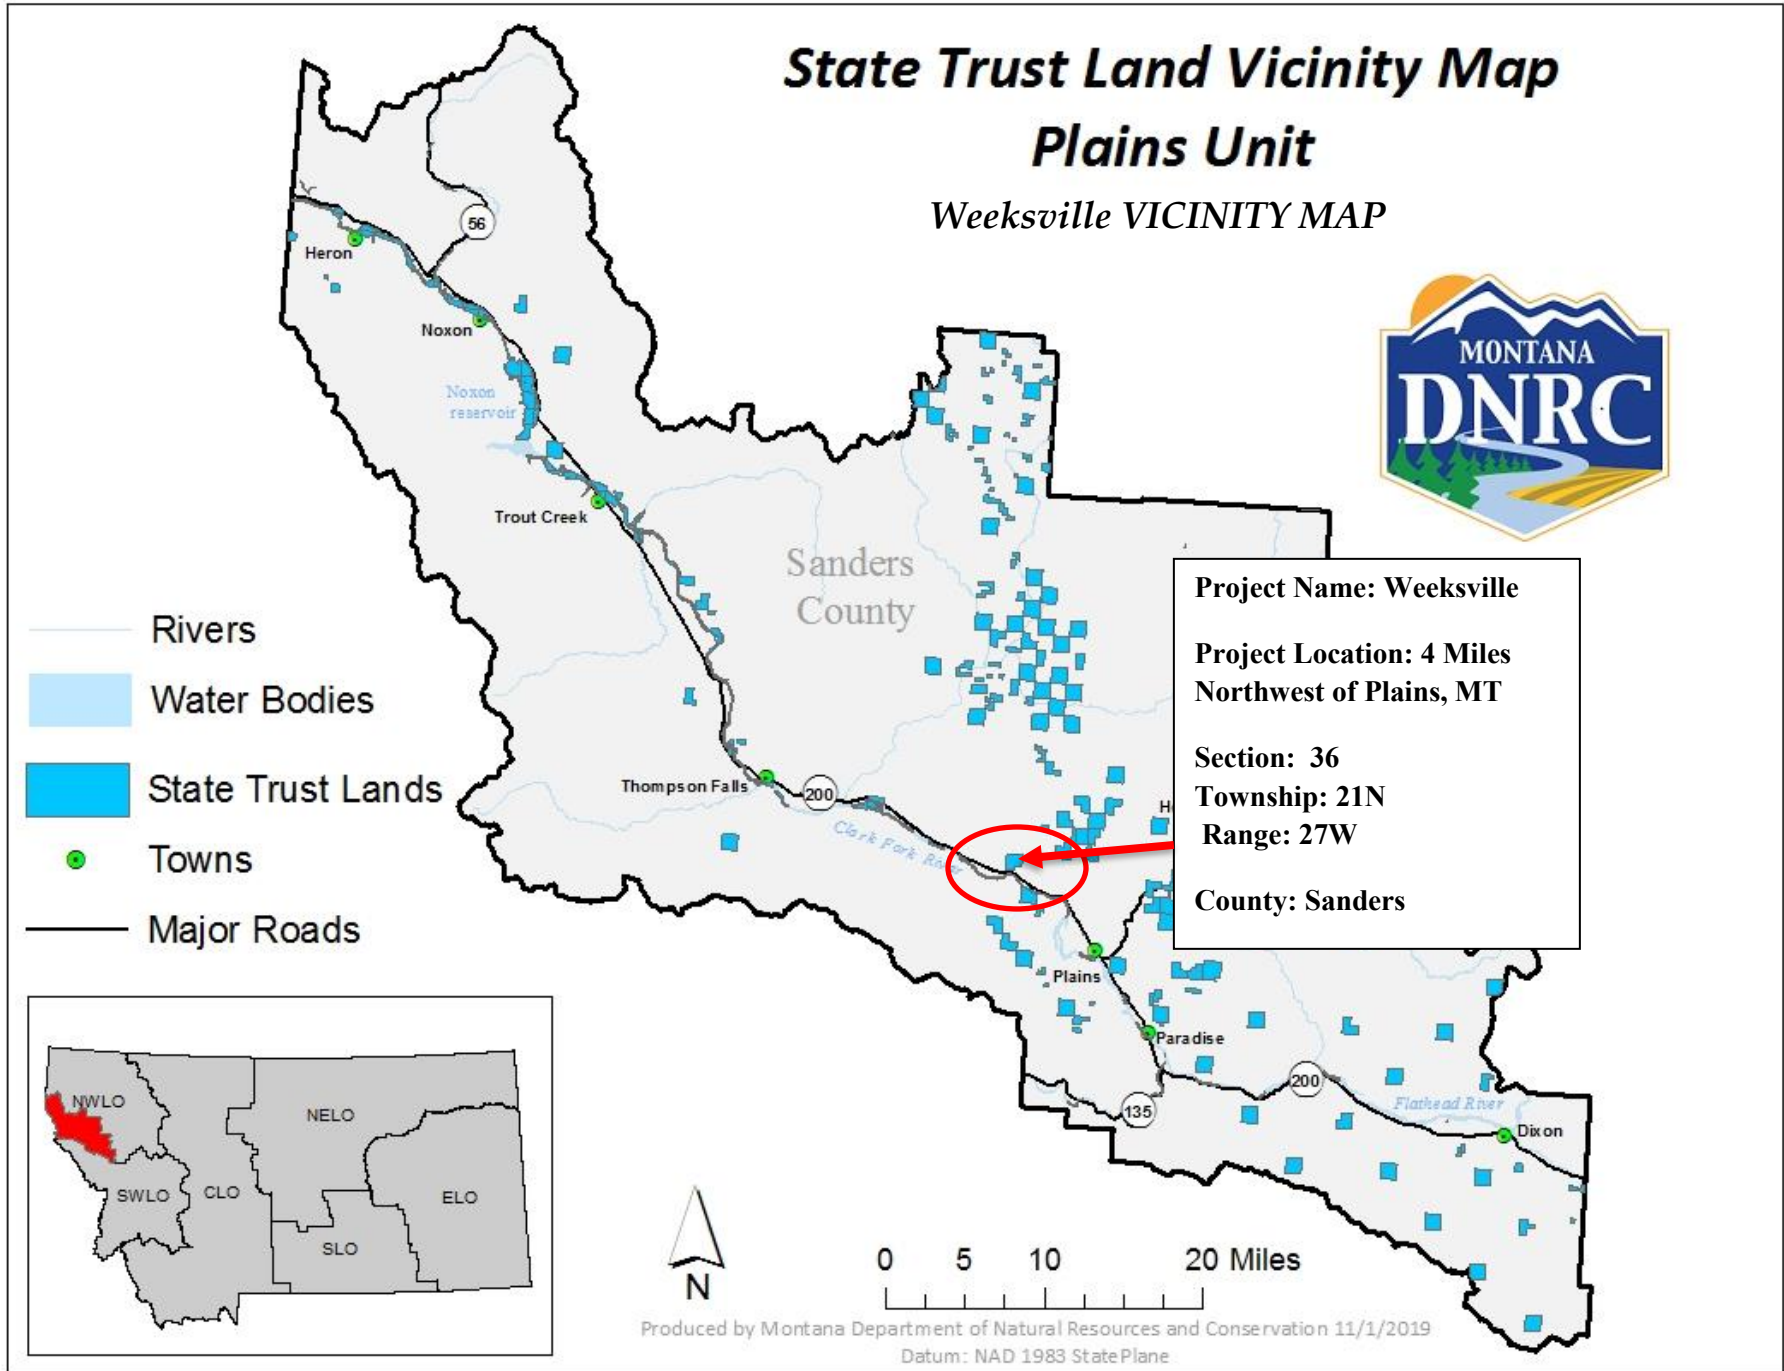 State Trust Land Vicinity Map
Plains Unit
Weeksville VICINITY MAP
MONTANA
DNRC
56
Heron
Noxon
Noxon
reservoir
Trout Creek
Sanders
County
Project Name: Weeksville
Project Location: 4 Miles
Northwest of Plains, MT
Section: 36
Township: 21N
Range: 27W
County: Sanders
Rivers
Water Bodies
State Trust Lands
Towns
Major Roads
Thompson Falls
200
Clark Fork River
H
Plains
Paradise
200
135
Flathead River
Dixon
NWLO
NELO
SWLO
CLO
ELO
SLO
N
0 5 10 20 Miles
Produced by Montana Department of Natural Resources and Conservation 11/1/2019
Datum: NAD 1983 StatePlane